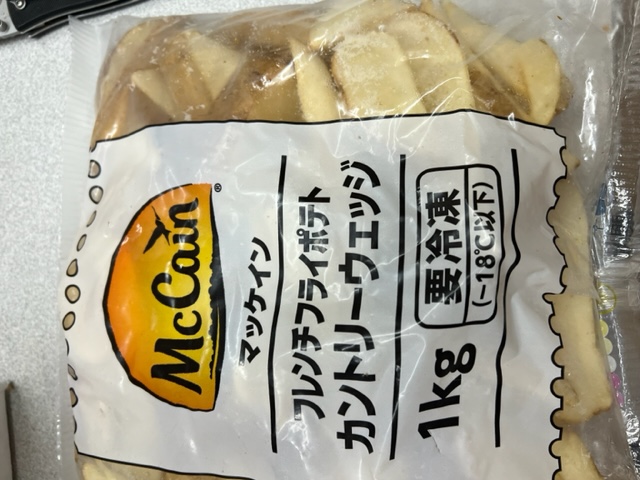 McCain®
マッケイン
フレンチフライポテト
カントリーウェッジ
1kg
要冷凍
(−18℃以下)